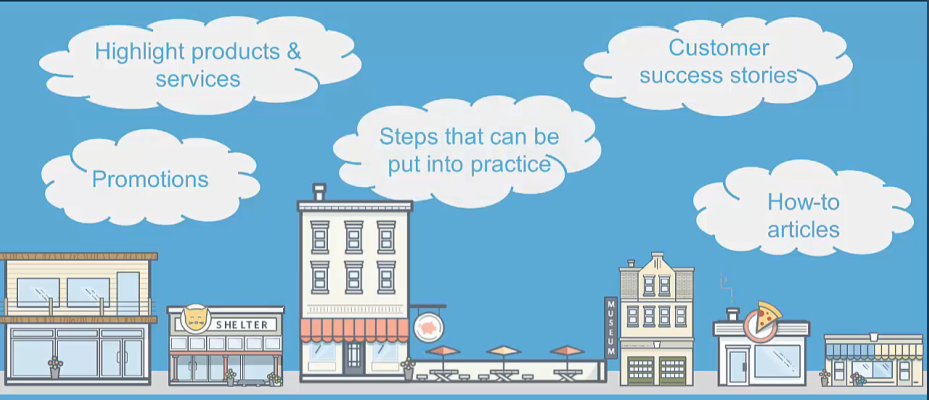 Highlight products &
services
Customer
success stories
Steps that can be
put into practice
Promotions
How-to
articles
SHELTER
MUSEUM